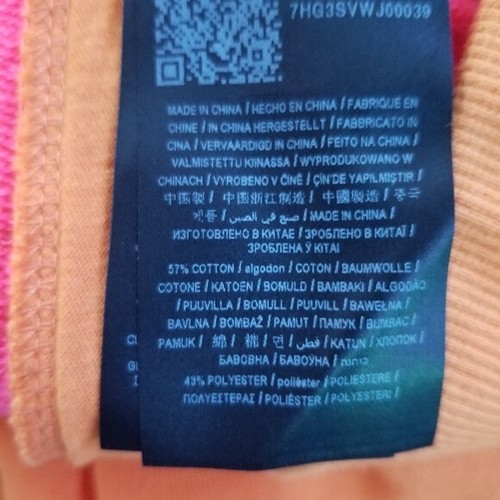 7HG3SVWJ00039
MADE IN CHINA / HECHO EN CHINA / FABRIQUE EN
CHINE / IN CHINA HERGESTELLT / FABBRICATO IN
CINA / VERVAARDIGD IN CHINA / FEITO NA CHINA /
VALMISTETTU KIINASSA / WYPRODUKOWANO W
CHINACH / VYROBENO V ČÍNĚ / ÇIN'DE YAPILMIŞTIR /
中国製 / 中国浙江制造 / 中國製造 / 중국
제품 / صنع في الصين / MADE IN CHINA /
ИЗГОТОВЛЕНО В КИТАЕ / ЗРОБЛЕНО В КИТАЇ /
ЗРОБЛЕНА Ў КІТАІ
57% COTTON / algodon / COTON / BAUMWOLLE /
COTONE / KATOEN / BOMULD / BAMBAKI / ALGODÃO
/ PUUVILLA / BOMULL / PUUVILL / BAWEŁNA /
BAVLNA / BOMBAŽ / PAMUT / ПАМУК / BUMBAC /
PAMUK / 綿 / 棉 / 면 / قطن / KATUN / ХЛОПОК /
БАВОВНА / БАВОЎНА / כותנה
43% POLYESTER / poliéster / POLIESTERE /
ΠΟΛΥΕΣΤΕΡΑΣ / POLIÉSTER / POLYESTER /